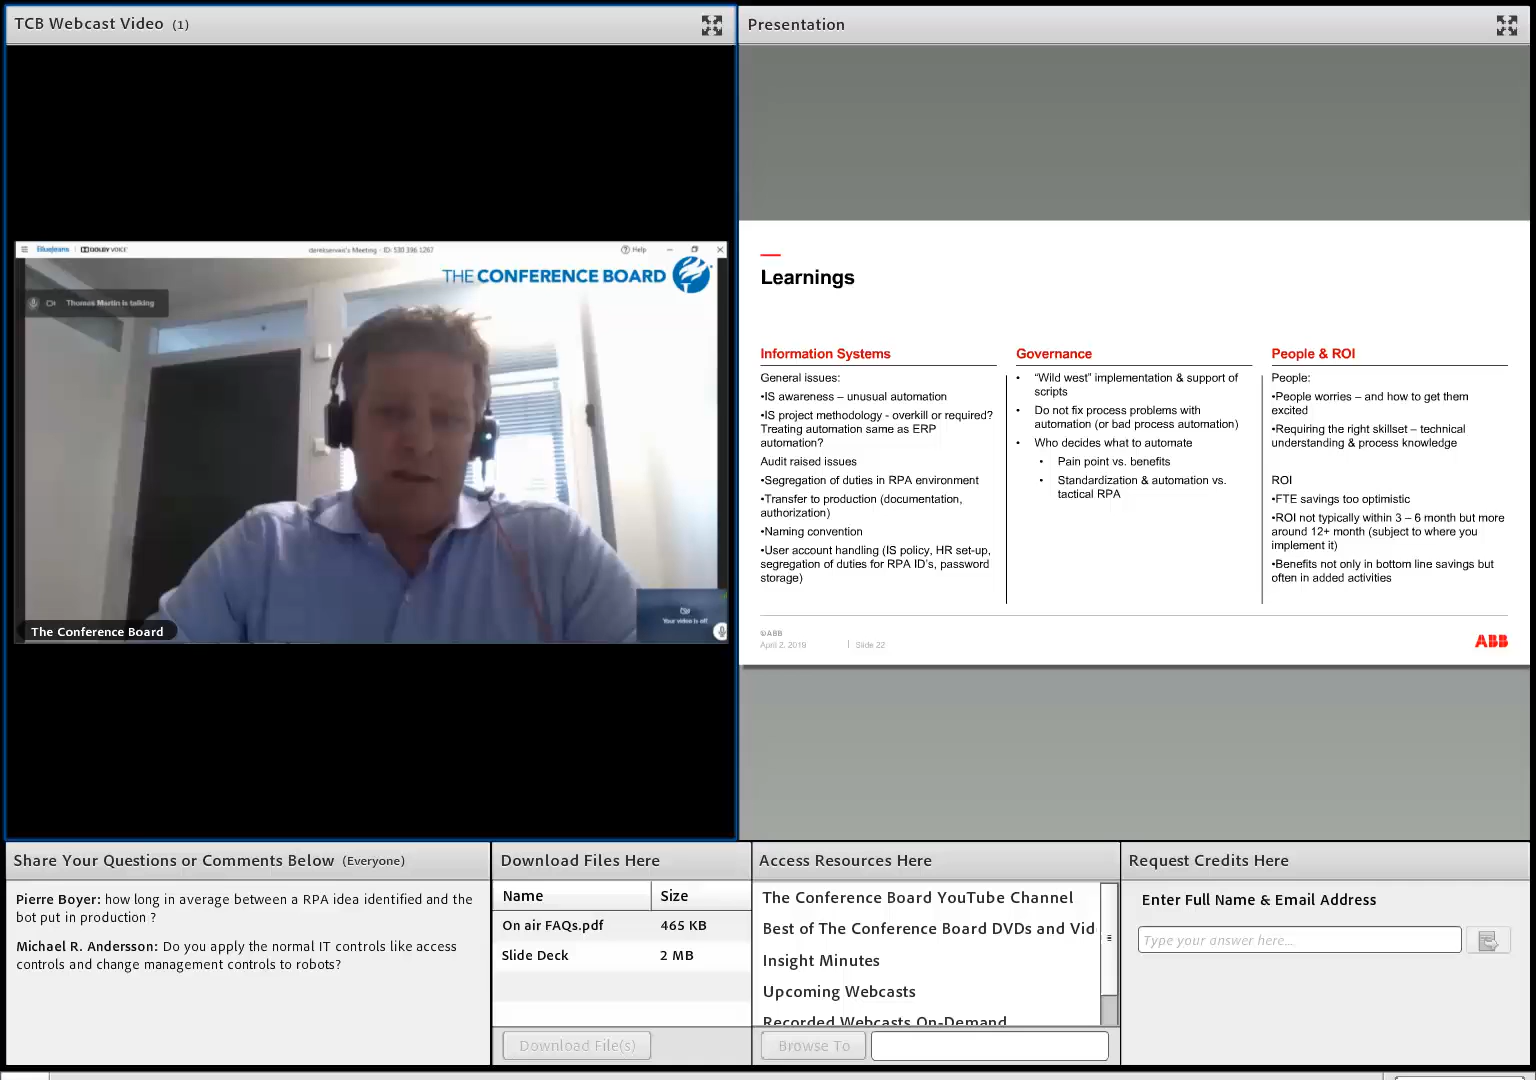 TCB Webcast Video (1)
Presentation
BlueJeans | DOLBY VOICE
Help
THE CONFERENCE BOARD
Thomas Martin is talking
Your video is off
The Conference Board
Learnings
Information Systems
General issues:
•IS awareness – unusual automation
•IS project methodology - overkill or required?
Treating automation same as ERP
automation?
Audit raised issues
•Segregation of duties in RPA environment
•Transfer to production (documentation,
authorization)
•Naming convention
•User account handling (IS policy, HR set-up,
segregation of duties for RPA ID's, password
storage)
Governance
• “Wild west” implementation & support of
scripts
• Do not fix process problems with
automation (or bad process automation)
• Who decides what to automate
• Pain point vs. benefits
• Standardization & automation vs.
tactical RPA
People & ROI
People:
•People worries – and how to get them
excited
•Requiring the right skillset – technical
understanding & process knowledge
ROI
•FTE savings too optimistic
•ROI not typically within 3 – 6 month but more
around 12+ month (subject to where you
implement it)
•Benefits not only in bottom line savings but
often in added activities
©ABB
April 2, 2019 | Slide 22
ABB
Share Your Questions or Comments Below (Everyone)
Pierre Boyer: how long in average between a RPA idea identified and the
bot put in production ?
Michael R. Andersson: Do you apply the normal IT controls like access
controls and change management controls to robots?
Download Files Here
Name Size
On air FAQs.pdf 465 KB
Slide Deck 2 MB
Download File(s)
Access Resources Here
The Conference Board YouTube Channel
Best of The Conference Board DVDs and Vid
Insight Minutes
Upcoming Webcasts
Recorded Webcasts On-Demand
Browse To
Request Credits Here
Enter Full Name & Email Address
Type your answer here...